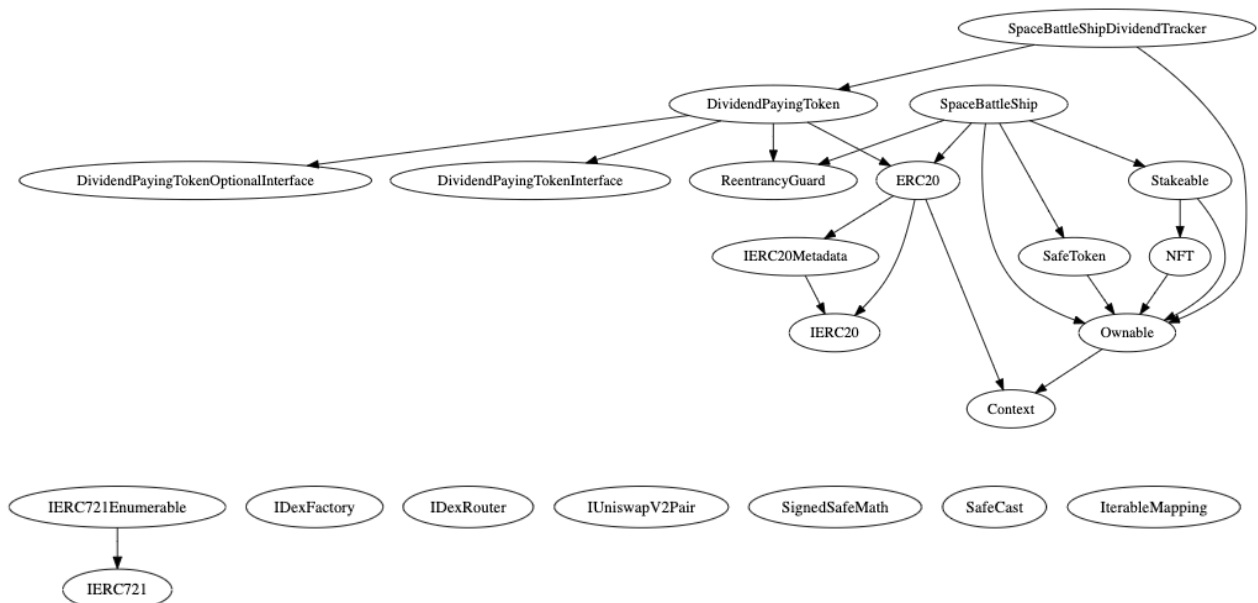 SpaceBattleShipDividendTracker
DividendPayingToken
SpaceBattleShip
DividendPayingTokenOptionalInterface
DividendPayingTokenInterface
ReentrancyGuard
ERC20
Stakeable
IERC20Metadata
SafeToken
NFT
IERC20
Ownable
Context
IERC721Enumerable
IDexFactory
IDexRouter
IUniswapV2Pair
SignedSafeMath
SafeCast
IterableMapping
IERC721